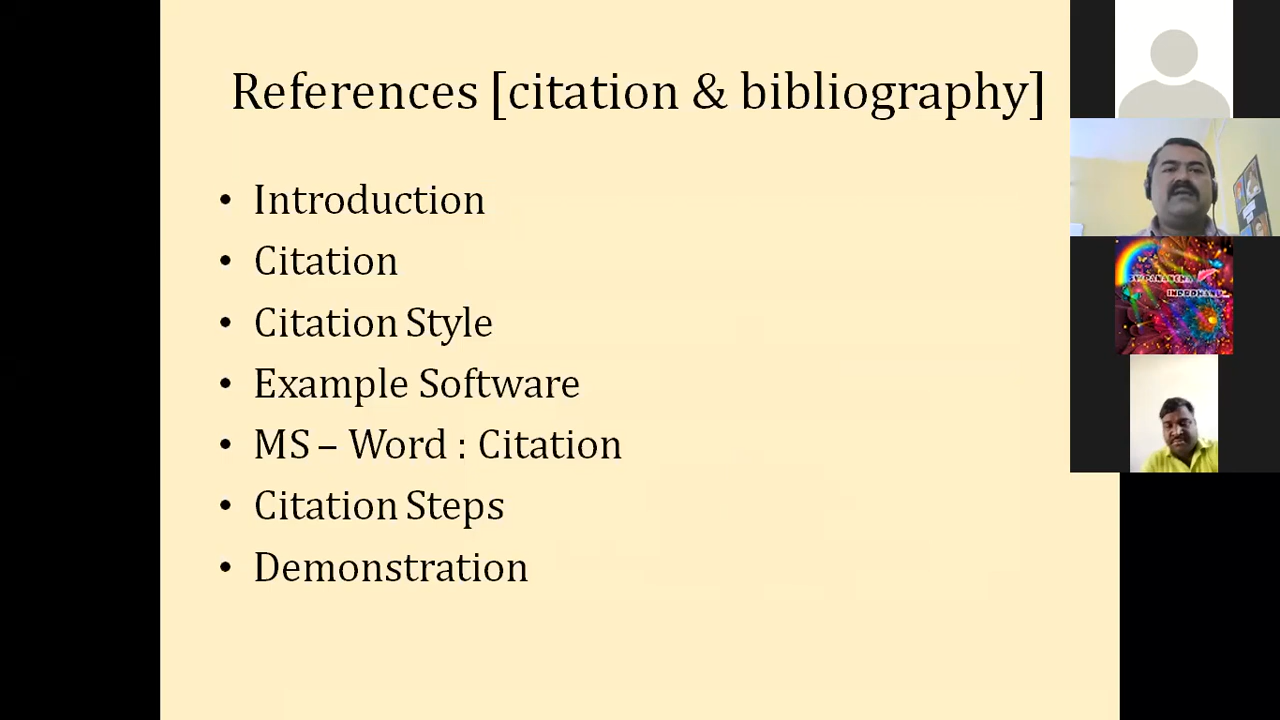 References [citation & bibliography]
• Introduction
• Citation
• Citation Style
• Example Software
• MS – Word : Citation
• Citation Steps
• Demonstration